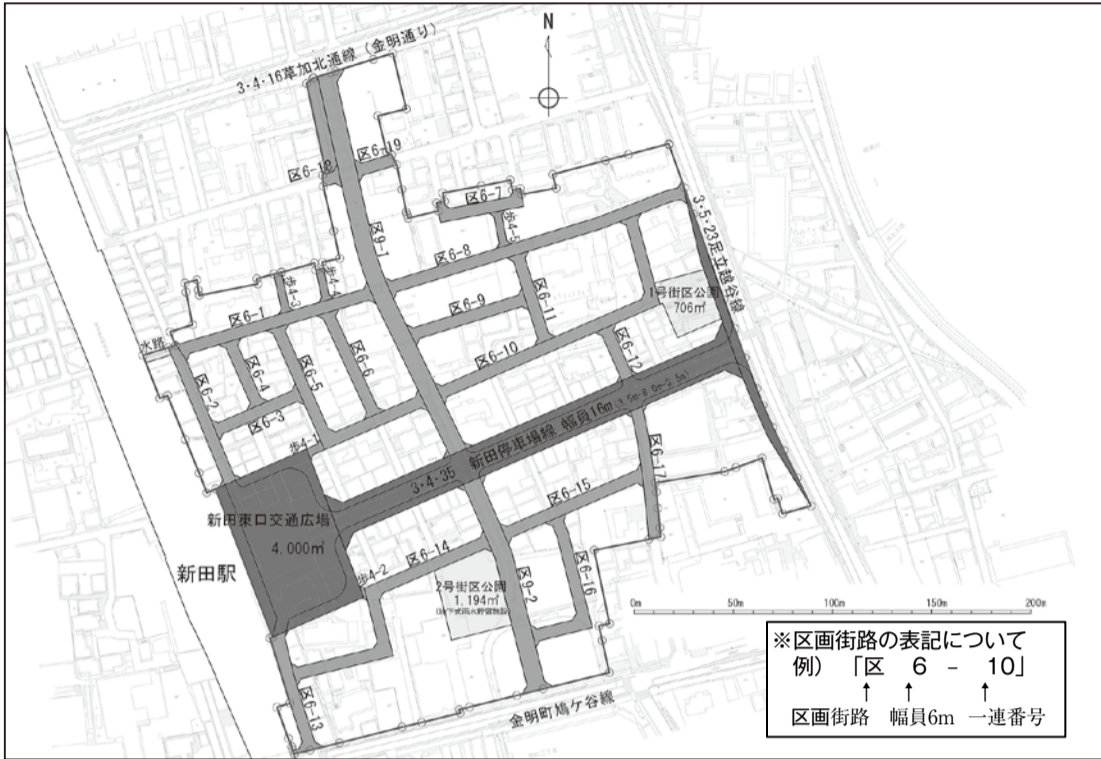 N
3・4・16草加北通線（金明通り）
区6-18
区6-19
区6-7
3・5・23足立越谷線
歩4-5
区9-1
区6-8
1号街区公園
706㎡
歩4-3
歩4-4
区6-1
区6-9
区6-11
水路
区6-2
区6-4
区6-5
区6-6
区6-10
区6-12
区6-3
歩4-1
3・4・35 新田停車場線 幅員16m
区6-17
新田東口交通広場
4,000㎡
区6-15
新田駅
区6-14
歩4-2
2号街区公園
1,194㎡
区9-2
区6-16
0m 50m 100m 150m 200m
区6-13
金明町鳩ケ谷線
※区画街路の表記について
例） 「区 6 - 10」
↑ ↑ ↑
区画街路 幅員6m 一連番号